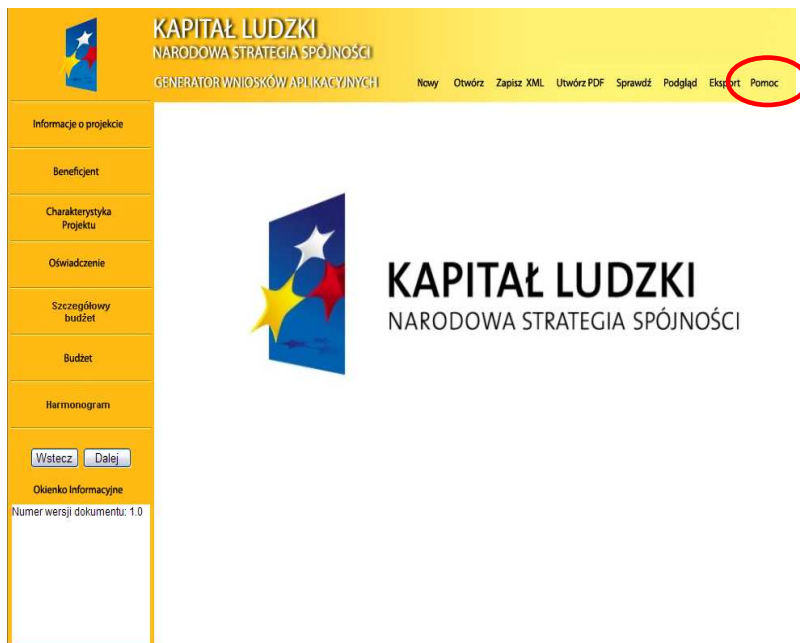 KAPITAŁ LUDZKI
NARODOWA STRATEGIA SPÓJNOŚCI
GENERATOR WNIOSKÓW APLIKACYJNYCH
Nowy Otwórz Zapisz XML Utwórz PDF Sprawdź Podgląd Eksport Pomoc
Informacje o projekcie
Beneficjent
Charakterystyka
Projektu
Oświadczenie
Szczegółowy
budżet
Budżet
Harmonogram
Wstecz Dalej
Okienko Informacyjne
Numer wersji dokumentu: 1.0
KAPITAŁ LUDZKI
NARODOWA STRATEGIA SPÓJNOŚCI